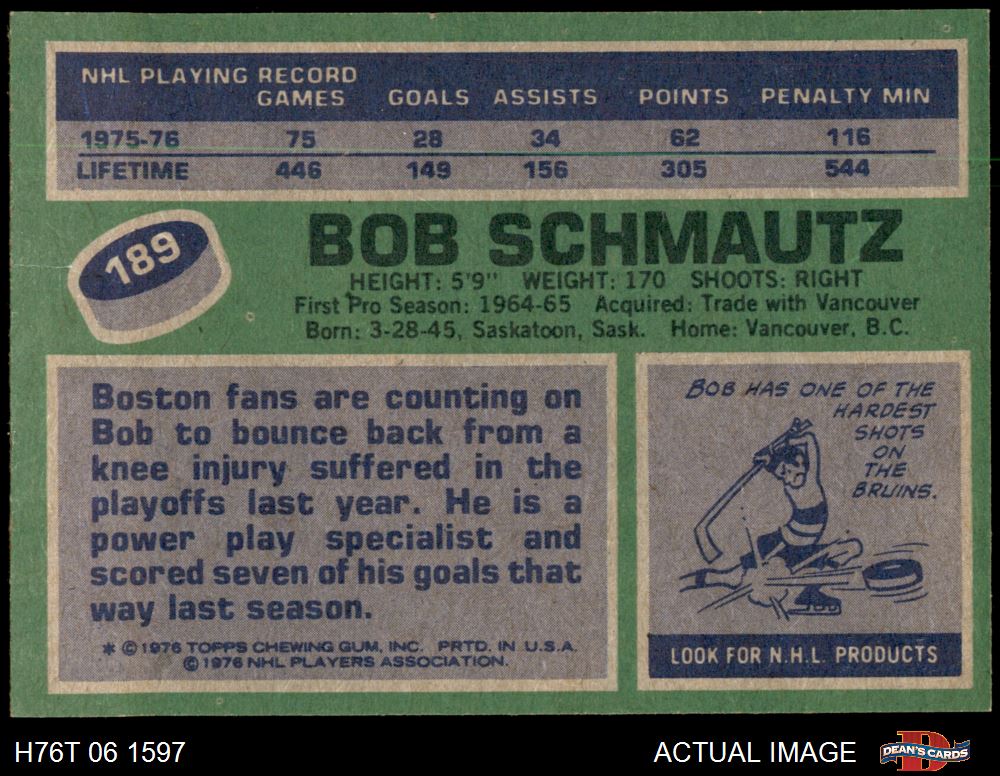 NHL PLAYING RECORD
GAMES GOALS ASSISTS POINTS PENALTY MIN
1975-76 75 28 34 62 116
LIFETIME 446 149 156 305 544
189
BOB SCHMAUTZ
HEIGHT: 5'9" WEIGHT: 170 SHOOTS: RIGHT
First Pro Season: 1964-65 Acquired: Trade with Vancouver
Born: 3-28-45, Saskatoon, Sask. Home: Vancouver, B.C.
Boston fans are counting on
Bob to bounce back from a
knee injury suffered in the
playoffs last year. He is a
power play specialist and
scored seven of his goals that
way last season.
* © 1976 TOPPS CHEWING GUM, INC. PRTD. IN U.S.A.
© 1976 NHL PLAYERS ASSOCIATION.
BOB HAS ONE OF THE
HARDEST
SHOTS
ON
THE
BRUINS.
LOOK FOR N.H.L. PRODUCTS
H76T 06 1597
ACTUAL IMAGE
D
DEAN'S CARDS